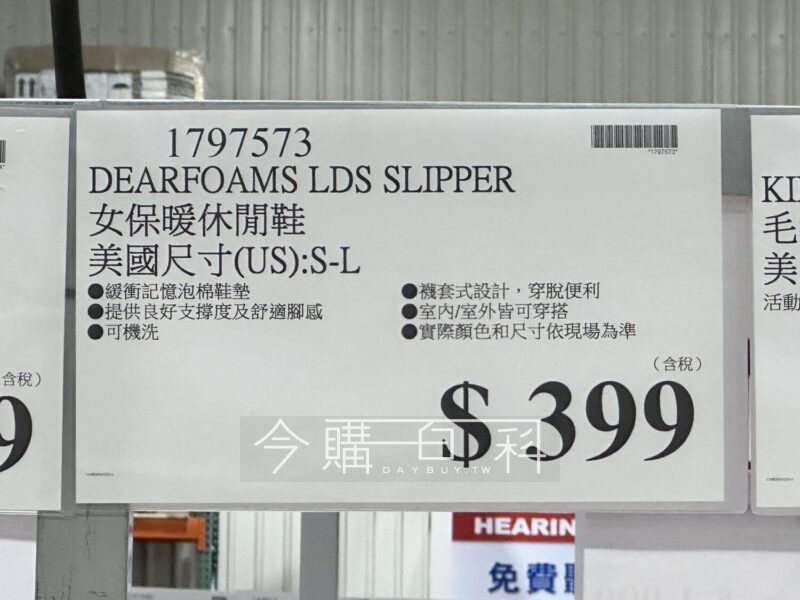 1797573
*1797573*
DEARFOAMS LDS SLIPPER
女保暖休閒鞋
美國尺寸(US):S-L
●緩衝記憶泡棉鞋墊
●提供良好支撐度及舒適腳感
●可機洗
●襪套式設計，穿脫便利
●室內/室外皆可穿搭
●實際顏色和尺寸依現場為準
（含稅）
$ 399
今購百科
DAYBUY.TW
含稅）
9
KI
毛
美
活動
HEARIN
免費